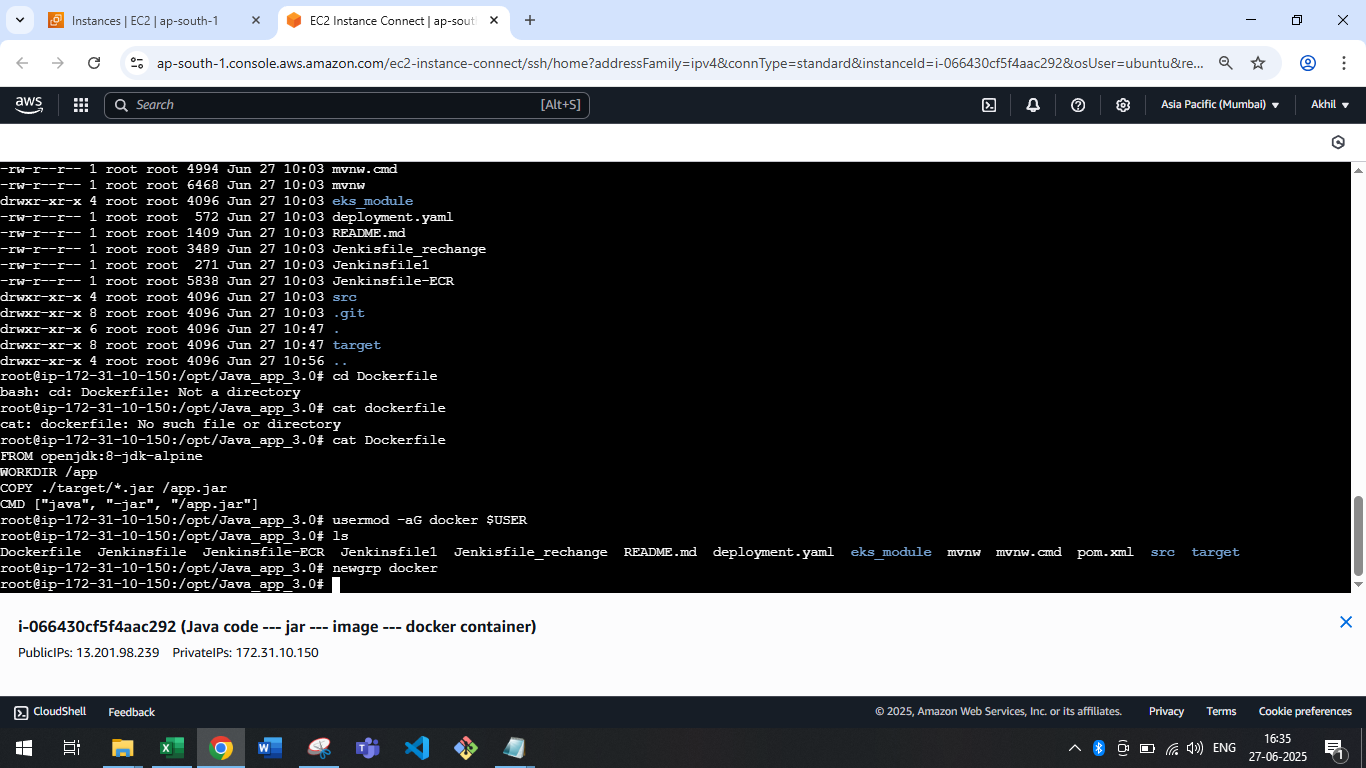 Instances | EC2 | ap-south-1
EC2 Instance Connect | ap-sout
ap-south-1.console.aws.amazon.com/ec2-instance-connect/ssh/home?addressFamily=ipv4&connType=standard&instanceId=i-066430cf5f4aac292&osUser=ubuntu&re...
aws
Search
[Alt+S]
Asia Pacific (Mumbai)
Akhil
-rw-r--r-- 1 root root 4994 Jun 27 10:03 mvnw.cmd
-rw-r--r-- 1 root root 6468 Jun 27 10:03 mvnw
drwxr-xr-x 4 root root 4096 Jun 27 10:03 eks_module
-rw-r--r-- 1 root root  572 Jun 27 10:03 deployment.yaml
-rw-r--r-- 1 root root 1409 Jun 27 10:03 README.md
-rw-r--r-- 1 root root 3489 Jun 27 10:03 Jenkisfile_rechange
-rw-r--r-- 1 root root  271 Jun 27 10:03 Jenkinsfile1
-rw-r--r-- 1 root root 5838 Jun 27 10:03 Jenkinsfile-ECR
drwxr-xr-x 4 root root 4096 Jun 27 10:03 src
drwxr-xr-x 8 root root 4096 Jun 27 10:03 .git
drwxr-xr-x 6 root root 4096 Jun 27 10:47 .
drwxr-xr-x 8 root root 4096 Jun 27 10:47 target
drwxr-xr-x 4 root root 4096 Jun 27 10:56 ..
root@ip-172-31-10-150:/opt/Java_app_3.0# cd Dockerfile
bash: cd: Dockerfile: Not a directory
root@ip-172-31-10-150:/opt/Java_app_3.0# cat dockerfile
cat: dockerfile: No such file or directory
root@ip-172-31-10-150:/opt/Java_app_3.0# cat Dockerfile
FROM openjdk:8-jdk-alpine
WORKDIR /app
COPY ./target/*.jar /app.jar
CMD ["java", "-jar", "/app.jar"]
root@ip-172-31-10-150:/opt/Java_app_3.0# usermod -aG docker $USER
root@ip-172-31-10-150:/opt/Java_app_3.0# ls
Dockerfile  Jenkinsfile  Jenkinsfile-ECR  Jenkinsfile1  Jenkisfile_rechange  README.md  deployment.yaml  eks_module  mvnw  mvnw.cmd  pom.xml  src  target
root@ip-172-31-10-150:/opt/Java_app_3.0# newgrp docker
root@ip-172-31-10-150:/opt/Java_app_3.0#
i-066430cf5f4aac292 (Java code --- jar --- image --- docker container)
PublicIPs: 13.201.98.239 PrivateIPs: 172.31.10.150
CloudShell Feedback © 2025, Amazon Web Services, Inc. or its affiliates. Privacy Terms Cookie preferences
ENG
16:35
27-06-2025
1